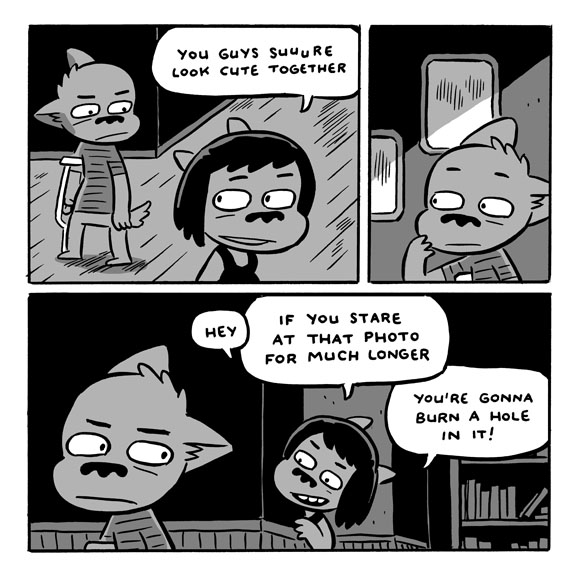 YOU GUYS SUUURE
LOOK CUTE TOGETHER
HEY
IF YOU STARE
AT THAT PHOTO
FOR MUCH LONGER
YOU'RE GONNA
BURN A HOLE
IN IT!